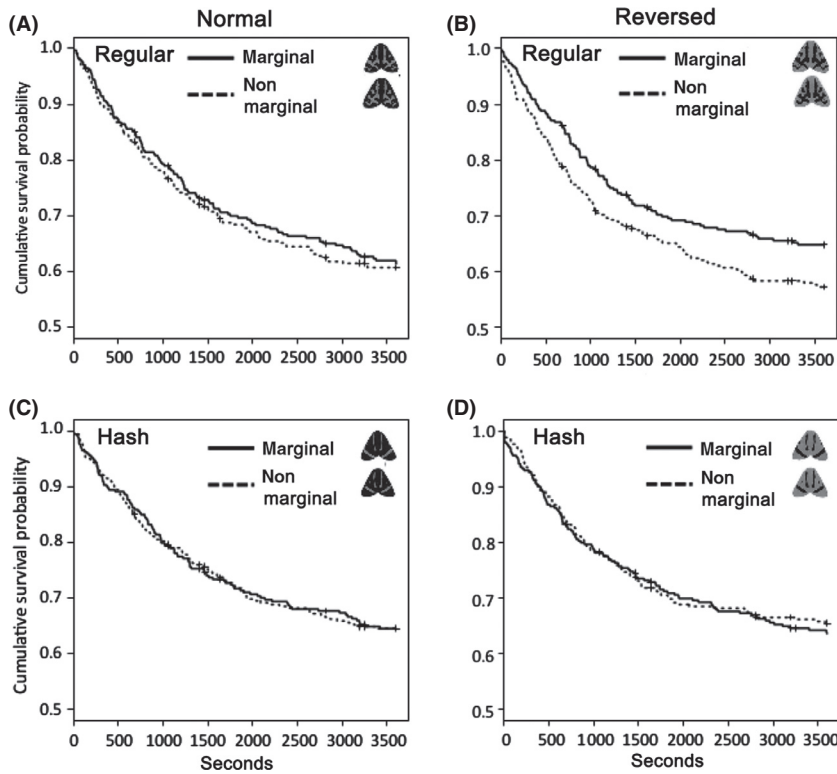 Normal
Reversed
(A)
Regular
Marginal
Non
marginal
Cumulative survival probability
1.0
0.9
0.8
0.7
0.6
0.5
0 500 1000 1500 2000 2500 3000 3500
(B)
Regular
Marginal
Non
marginal
1.0
0.9
0.8
0.7
0.6
0.5
0 500 1000 1500 2000 2500 3000 3500
(C)
Hash
Marginal
Non
marginal
Cumulative survival probability
1.0
0.9
0.8
0.7
0.6
0.5
0 500 1000 1500 2000 2500 3000 3500
Seconds
(D)
Hash
Marginal
Non
marginal
1.0
0.9
0.8
0.7
0.6
0.5
0 500 1000 1500 2000 2500 3000 3500
Seconds